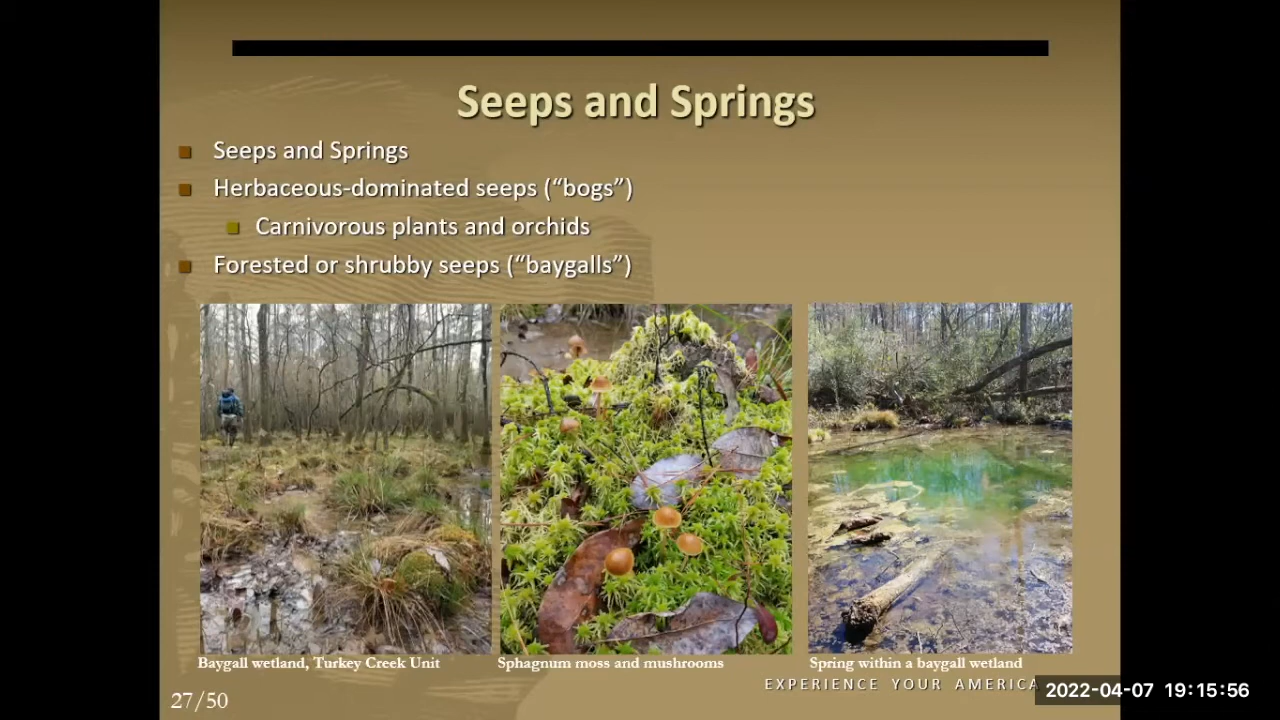 Seeps and Springs
Seeps and Springs
Herbaceous-dominated seeps (“bogs”)
Carnivorous plants and orchids
Forested or shrubby seeps (“baygalls”)
Baygall wetland, Turkey Creek Unit
Sphagnum moss and mushrooms
Spring within a baygall wetland
EXPERIENCE YOUR AMERICA
27/50
2022-04-07 19:15:56